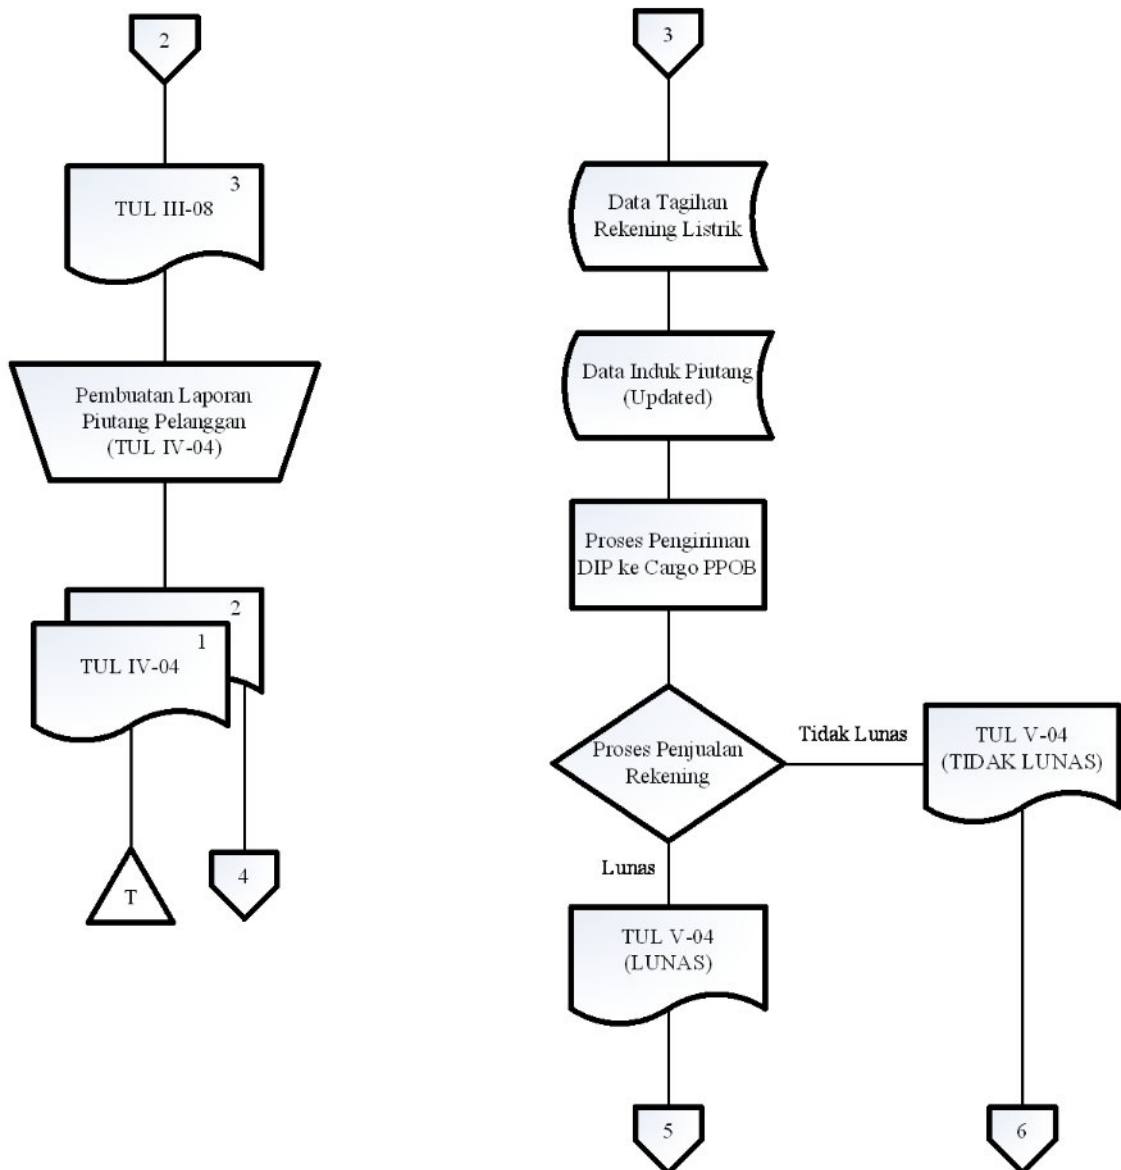 2
3
TUL III-08
Pembuatan Laporan
Piutang Pelanggan
(TUL IV-04)
2
1
TUL IV-04
T
4
3
Data Tagihan
Rekening Listrik
Data Induk Piutang
(Updated)
Proses Pengiriman
DIP ke Cargo PPOB
Proses Penjualan
Rekening
Tidak Lunas
TUL V-04
(TIDAK LUNAS)
Lunas
TUL V-04
(LUNAS)
5
6